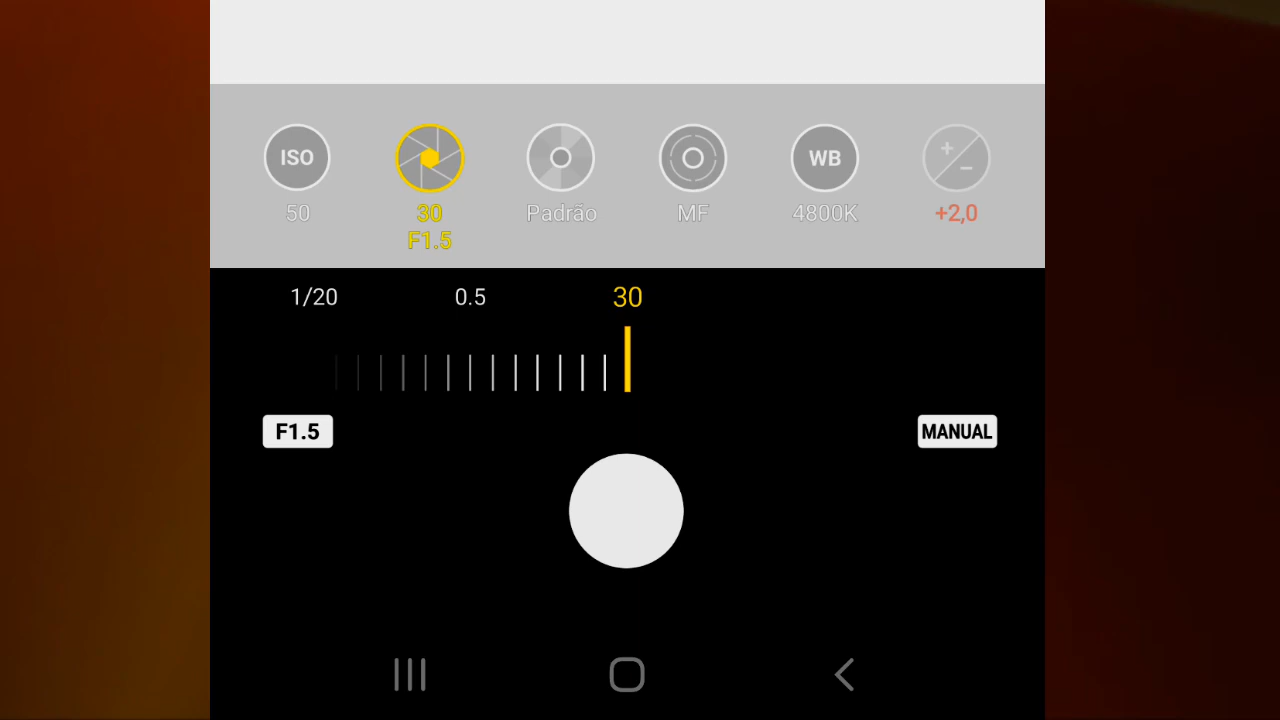 ISO
WB
+ −
50
30
Padrão
MF
4800K
+2,0
F1.5
1/20
0.5
30
F1.5
MANUAL